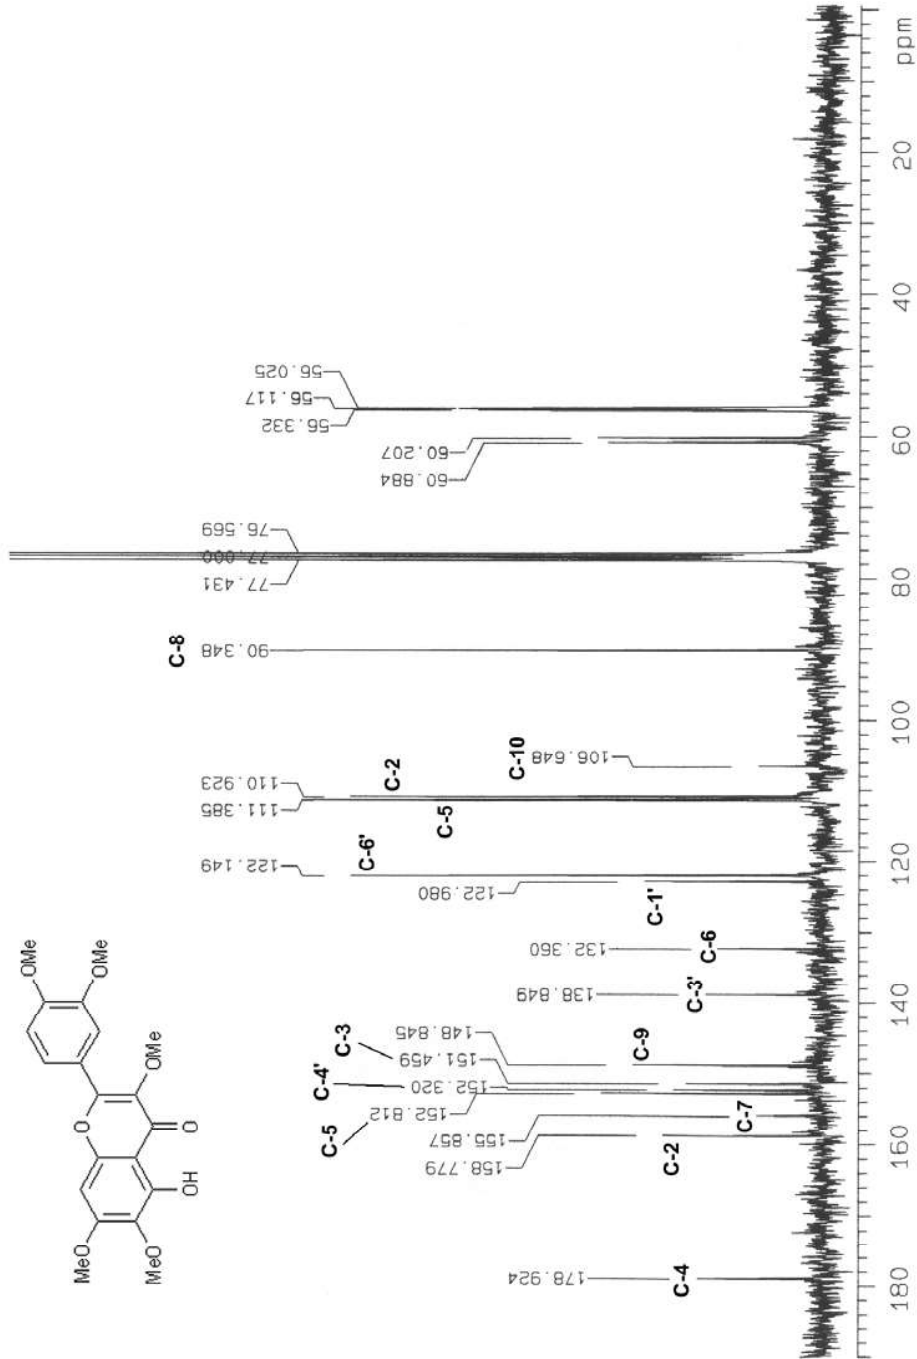 OMe
OMe
OMe
O
O
OH
MeO
MeO
178.924
C-4
158.779
C-2
155.857
C-7
152.812
C-5
152.320
C-4'
151.459
C-3
148.845
C-9
138.849
C-3'
132.360
C-6
122.980
C-1'
122.149
C-6'
111.385
C-5
110.923
C-2
106.648
C-10
90.348
C-8
77.431
77.000
76.569
60.884
60.207
56.332
56.117
56.025
180
160
140
120
100
80
60
40
20
ppm